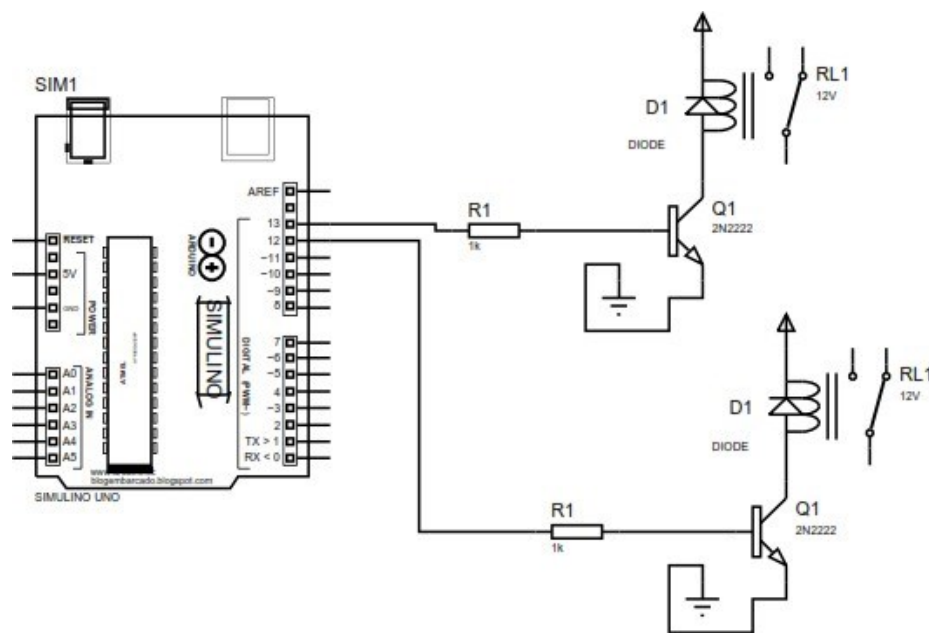 SIM1
RESET
5V
GND
POWER
A0
A1
A2
A3
A4
A5
ANALOG IN
blogembarcado.blogspot.com
SIMULINO UNO
ARDUINO
SIMULINO
AREF
13
12
~11
~10
~9
8
7
~6
~5
4
~3
2
TX > 1
RX < 0
DIGITAL (PWM~)
R1
1k
D1
DIODE
Q1
2N2222
RL1
12V
R1
1k
D1
DIODE
Q1
2N2222
RL1
12V